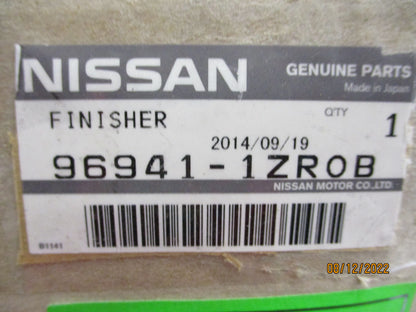 NISSAN GENUINE PARTS
Made in Japan
FINISHER QTY 1
2014/09/19
96941-1ZR0B
NISSAN MOTOR CO.,LTD.
B1141
09/12/2022